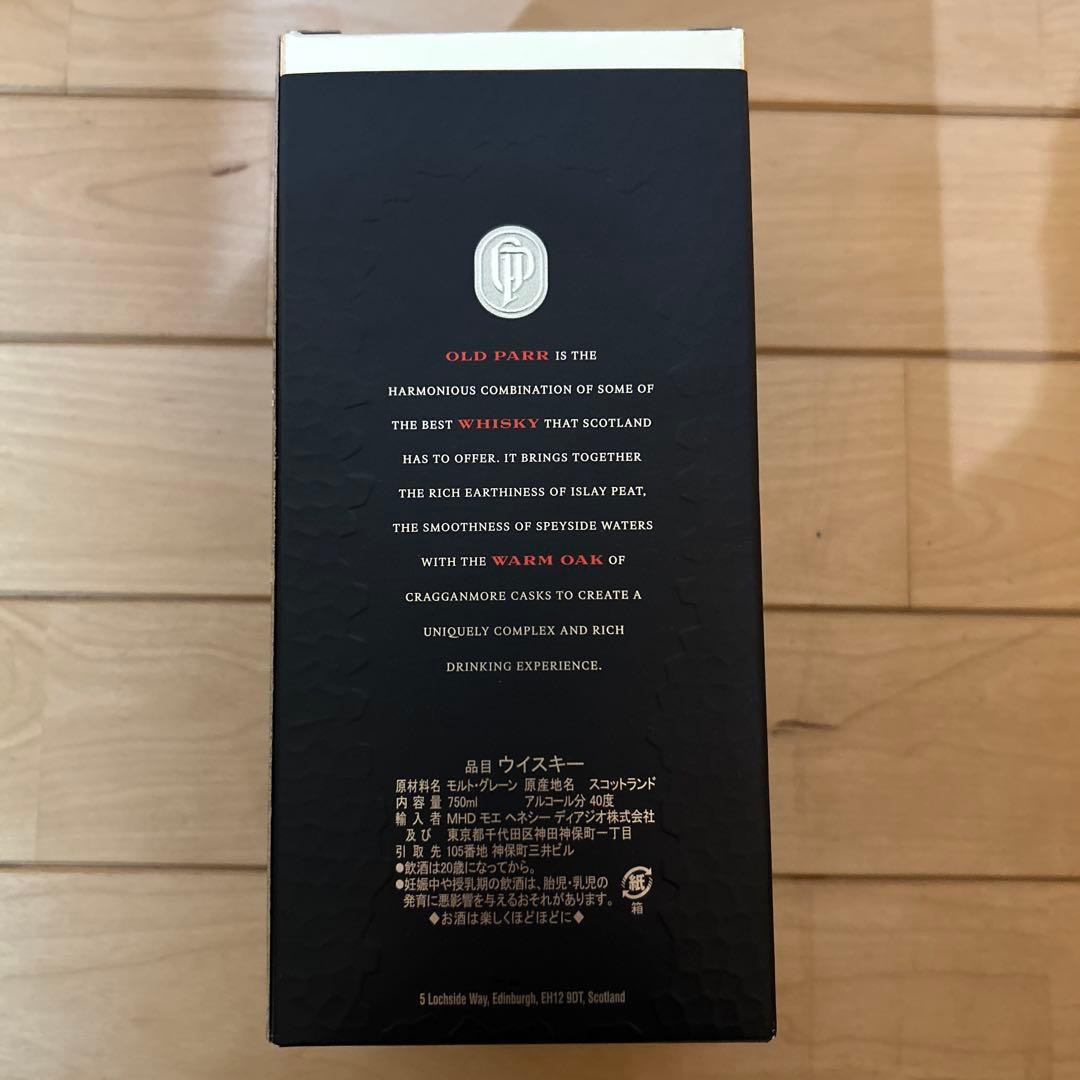 OP
OLD PARR IS THE
HARMONIOUS COMBINATION OF SOME OF
THE BEST WHISKY THAT SCOTLAND
HAS TO OFFER. IT BRINGS TOGETHER
THE RICH EARTHINESS OF ISLAY PEAT,
THE SMOOTHNESS OF SPEYSIDE WATERS
WITH THE WARM OAK OF
CRAGGANMORE CASKS TO CREATE A
UNIQUELY COMPLEX AND RICH
DRINKING EXPERIENCE.
品目 ウイスキー
原材料名 モルト・グレーン 原産地名 スコットランド
内容量 750ml アルコール分 40度
輸入者 MHD モエ ヘネシー ディアジオ株式会社
及び 東京都千代田区神田神保町一丁目
引取先 105番地 神保町三井ビル
●飲酒は20歳になってから。
●妊娠中や授乳期の飲酒は、胎児・乳児の
発育に悪影響を与えるおそれがあります。
◆お酒は楽しくほどほどに◆
紙
箱
5 Lochside Way, Edinburgh, EH12 9DT, Scotland